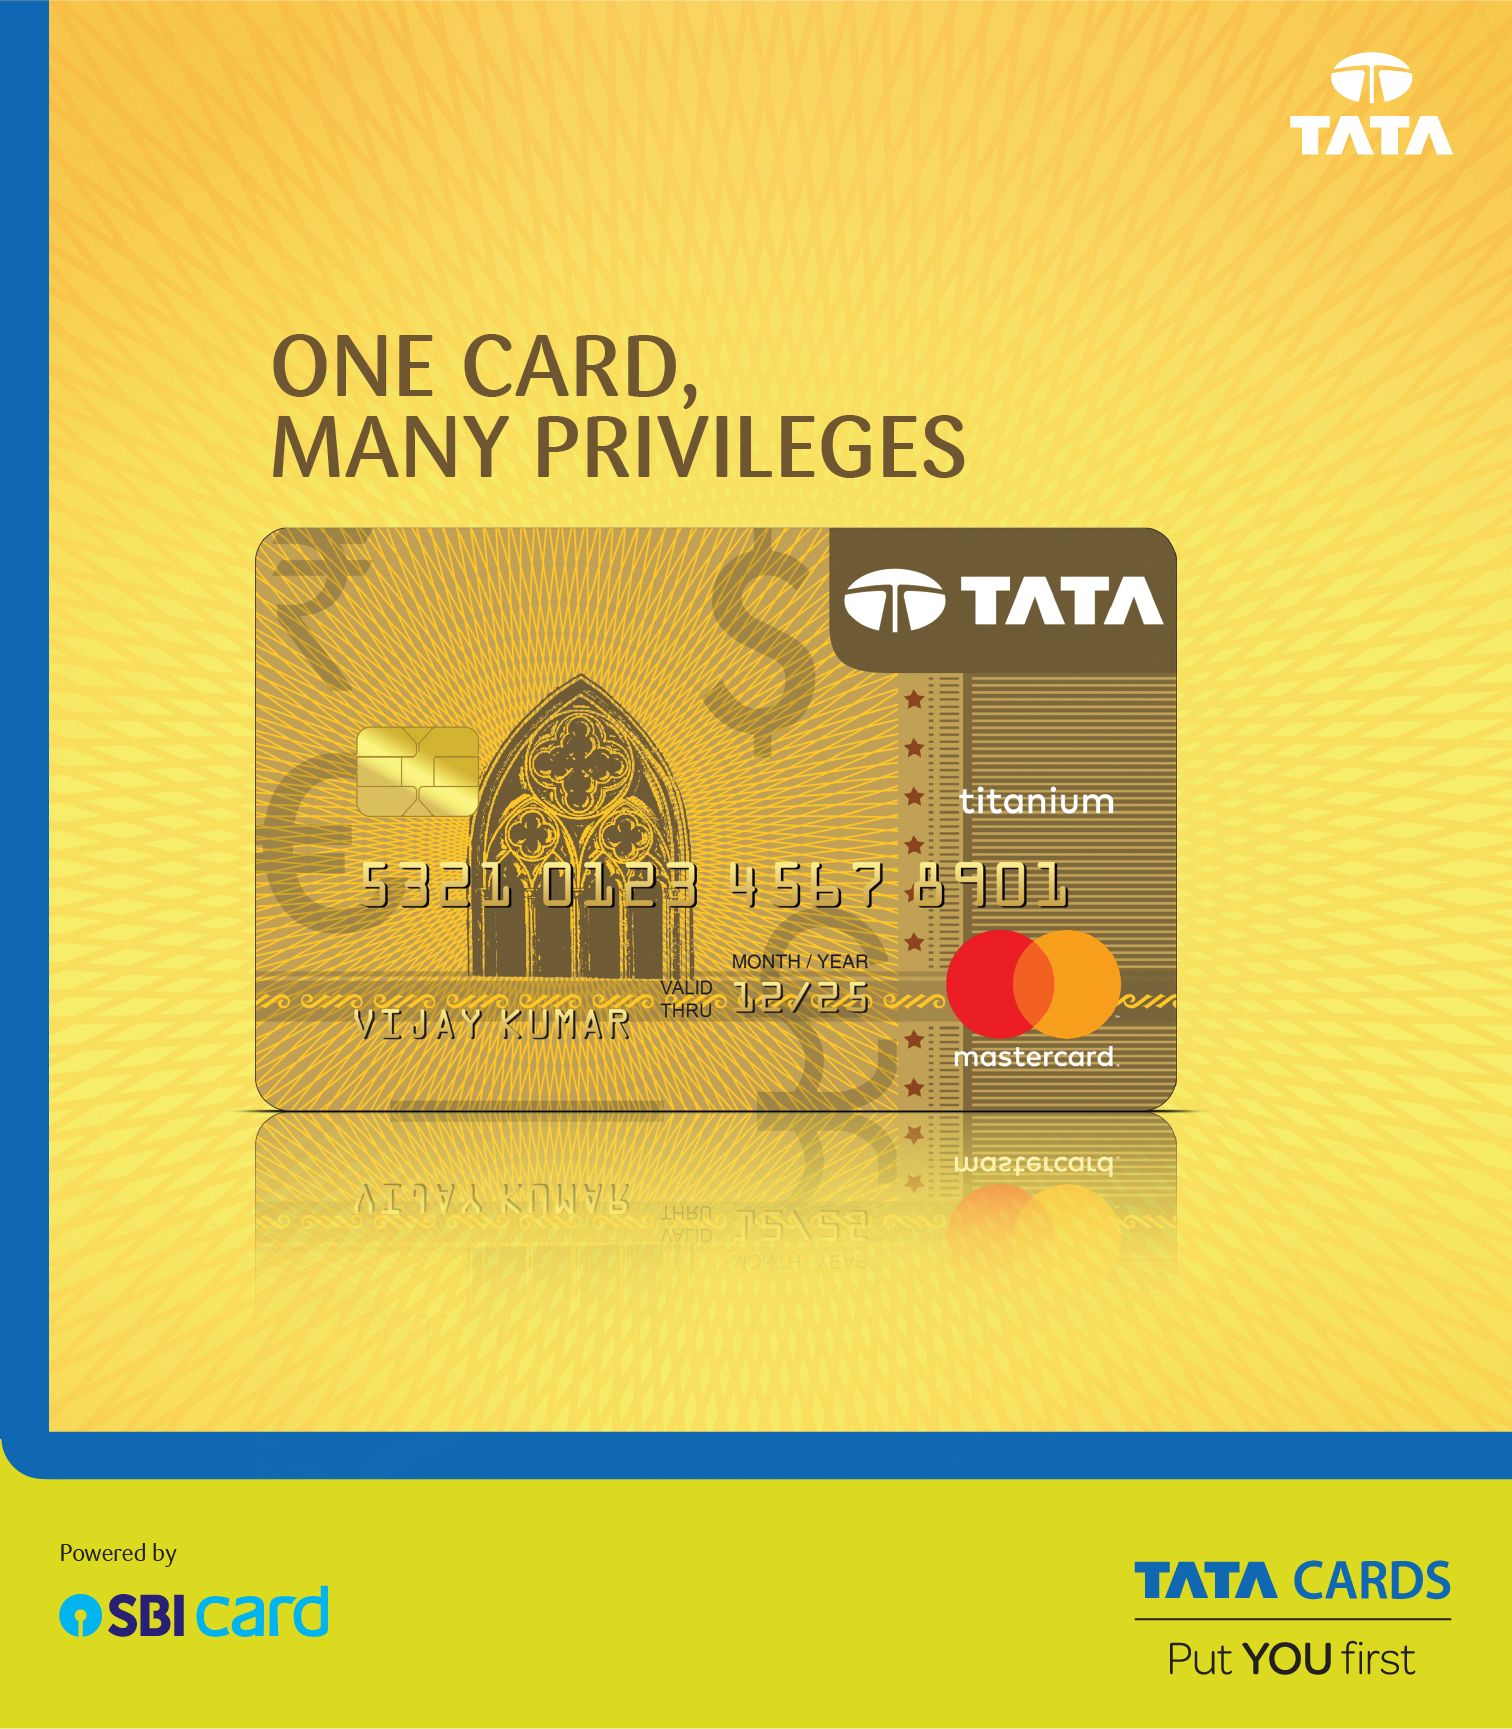 TATA
ONE CARD,
MANY PRIVILEGES
TATA
titanium
5321 0123 4567 8901
MONTH / YEAR
VALID
THRU
12/25
VIJAY KUMAR
mastercard.
Powered by
SBI card
TATA CARDS
Put YOU first